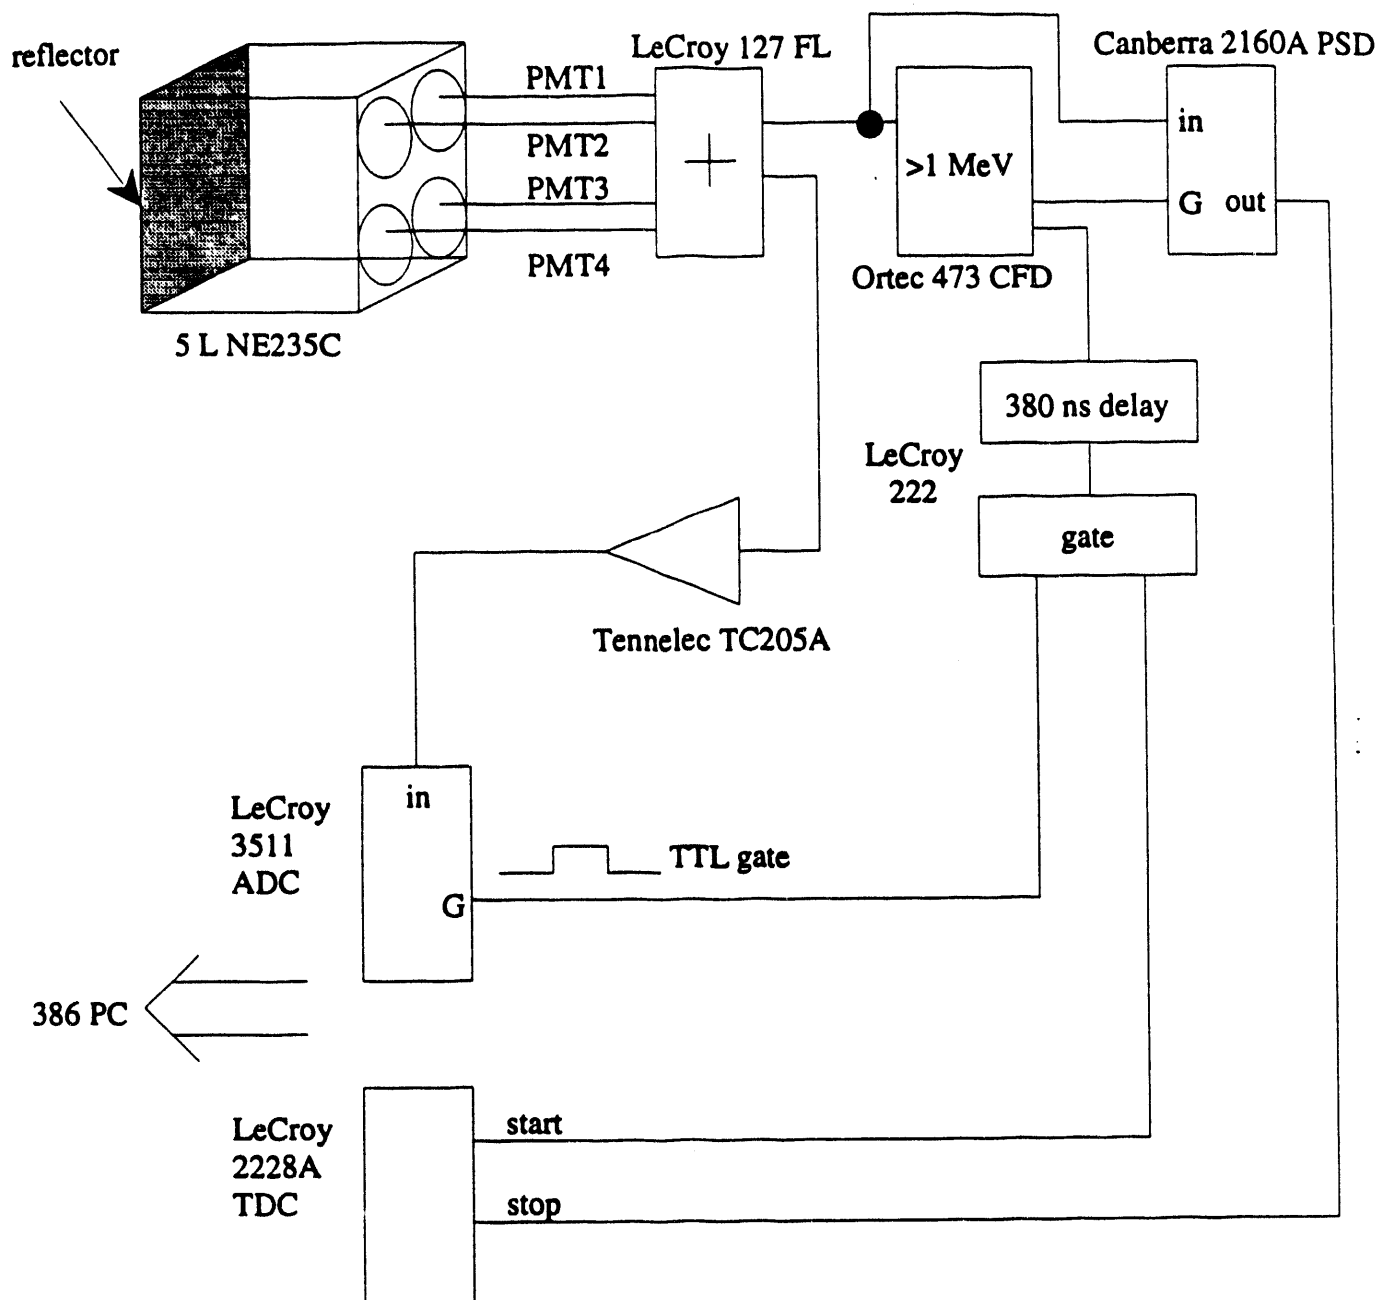 reflector
LeCroy 127 FL
Canberra 2160A PSD
PMT1
PMT2
PMT3
PMT4
+
>1 MeV
in
G out
Ortec 473 CFD
5 L NE235C
380 ns delay
LeCroy
222
gate
Tennelec TC205A
in
LeCroy
3511
ADC
TTL gate
G
386 PC
LeCroy
2228A
TDC
start
stop